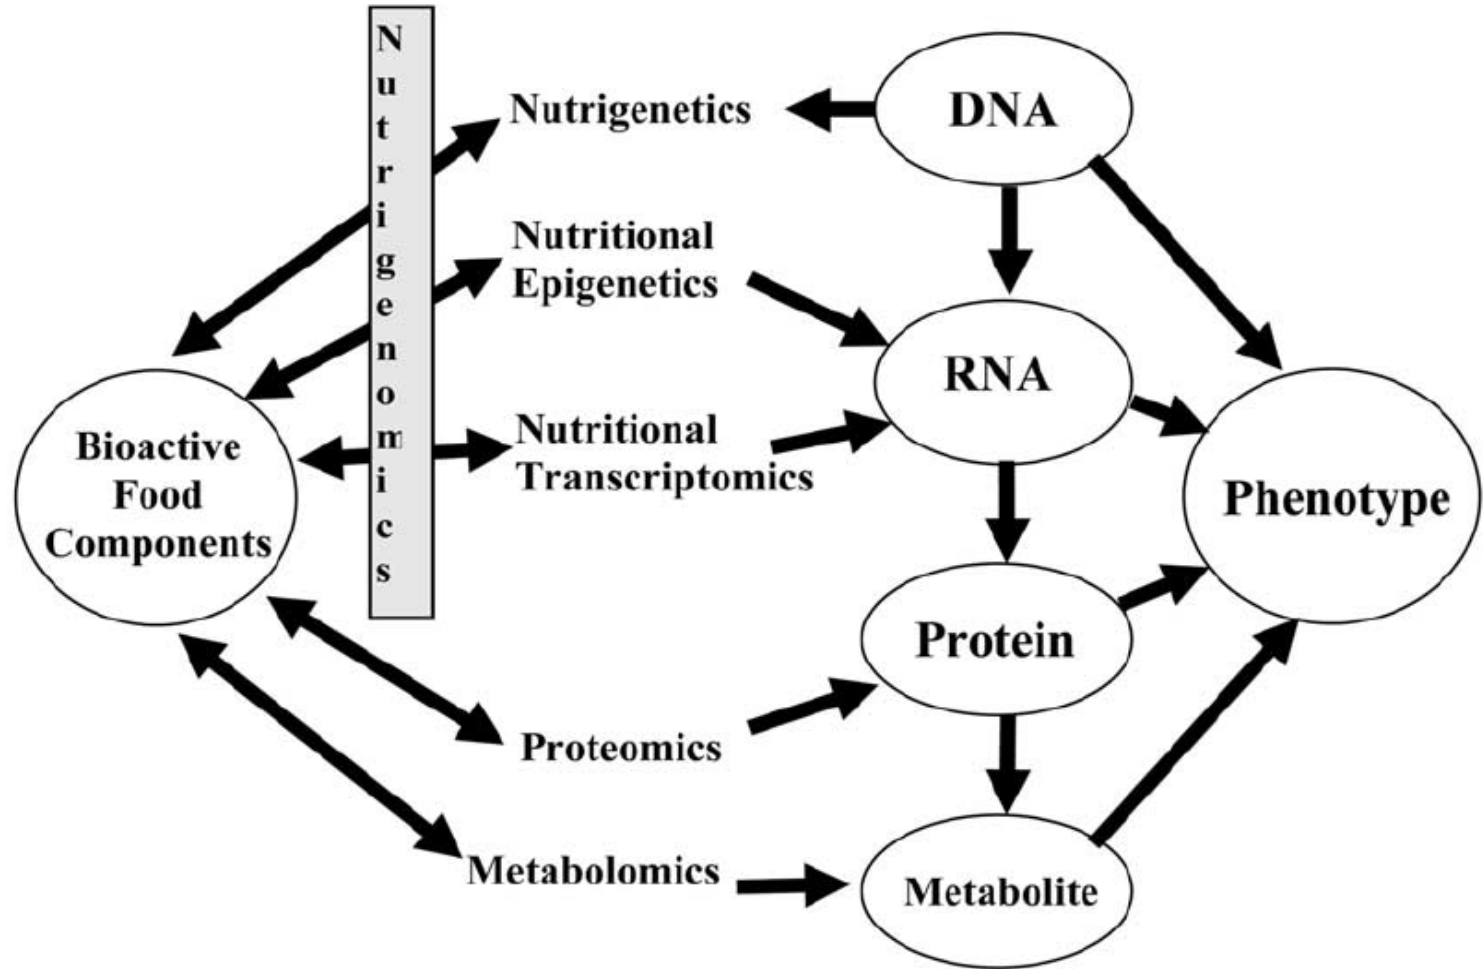 Nutrigenomics
Nutrigenetics
DNA
Nutritional
Epigenetics
RNA
Bioactive
Food
Components
Nutritional
Transcriptomics
Phenotype
Protein
Proteomics
Metabolomics
Metabolite